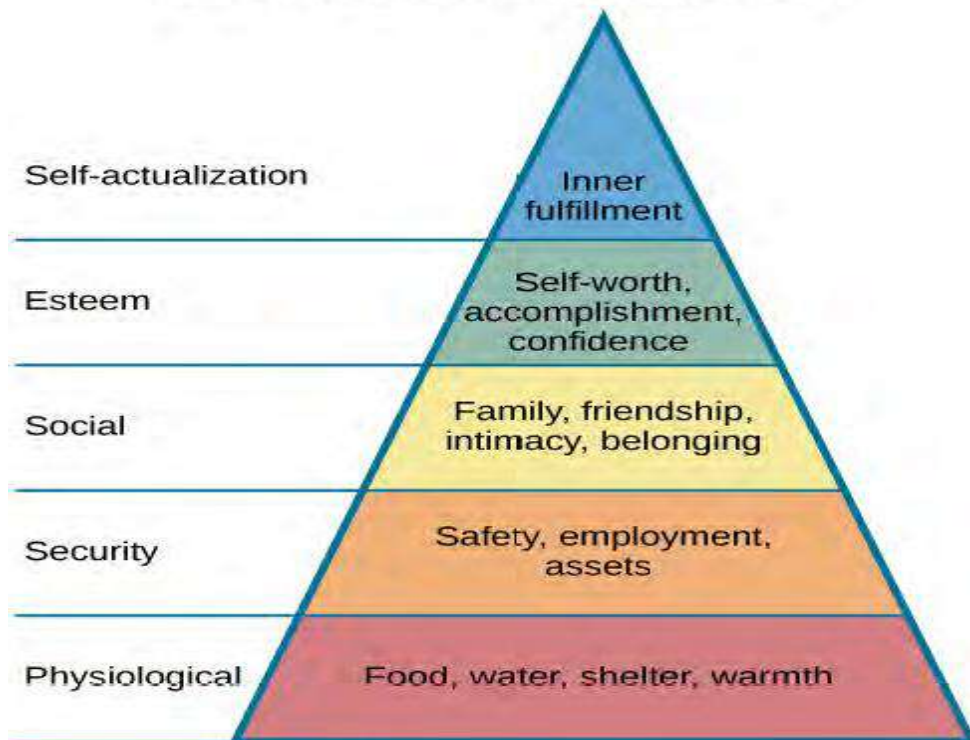 Self-actualization
Inner
fulfillment
Esteem
Self-worth,
accomplishment,
confidence
Social
Family, friendship,
intimacy, belonging
Security
Safety, employment,
assets
Physiological
Food, water, shelter, warmth